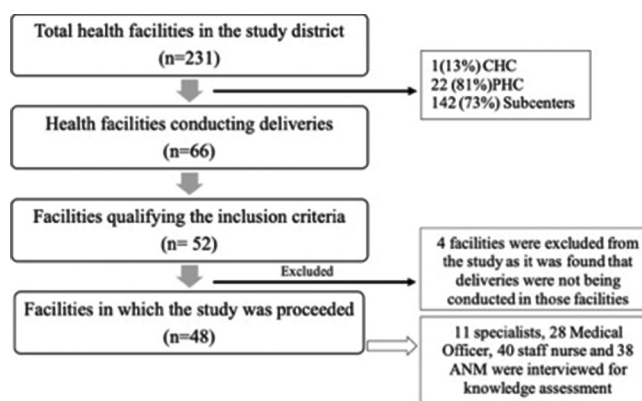 Total health facilities in the study district
(n=231)
1(13%) CHC
22 (81%)PHC
142 (73%) Subcenters
Health facilities conducting deliveries
(n=66)
Facilities qualifying the inclusion criteria
(n= 52)
Excluded
4 facilities were excluded from
the study as it was found that
deliveries were not being
conducted in those facilities
Facilities in which the study was proceeded
(n=48)
11 specialists, 28 Medical
Officer, 40 staff nurse and 38
ANM were interviewed for
knowledge assessment